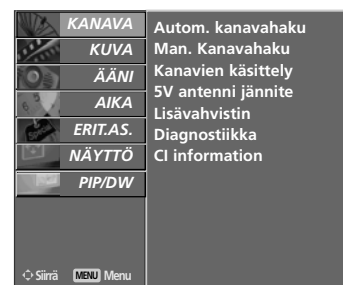 KANAVA
KUVA
ÄÄNI
AIKA
ERIT.AS.
NÄYTTÖ
PIP/DW
Autom. kanavahaku
Man. Kanavahaku
Kanavien käsittely
5V antenni jännite
Lisävahvistin
Diagnostiikka
CI information
Siirrä MENU Menu